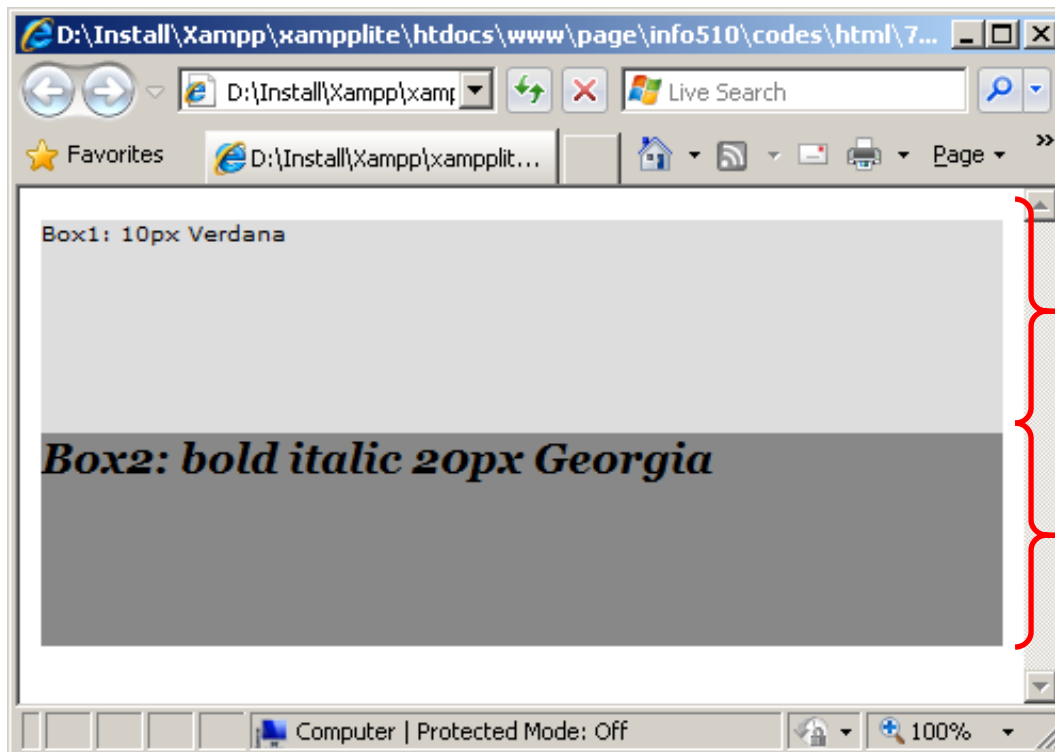 D:\Install\Xampp\xampplite\htdocs\www\page\info510\codes\html\7...
D:\Install\Xampp\xamp
Live Search
Favorites
D:\Install\Xampp\xampplit...
Page
»
Box1: 10px Verdana
Box2: bold italic 20px Georgia
Computer | Protected Mode: Off
100%